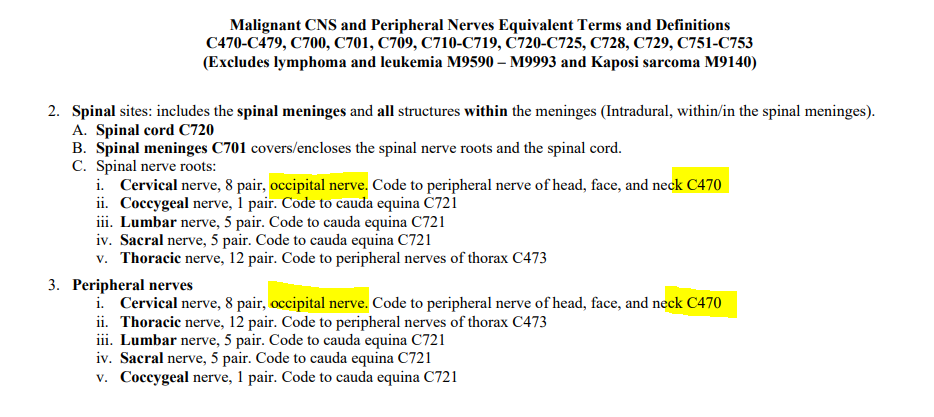 Malignant CNS and Peripheral Nerves Equivalent Terms and Definitions
C470-C479, C700, C701, C709, C710-C719, C720-C725, C728, C729, C751-C753
(Excludes lymphoma and leukemia M9590 – M9993 and Kaposi sarcoma M9140)
2. Spinal sites: includes the spinal meninges and all structures within the meninges (Intradural, within/in the spinal meninges).
A. Spinal cord C720
B. Spinal meninges C701 covers/encloses the spinal nerve roots and the spinal cord.
C. Spinal nerve roots:
i. Cervical nerve, 8 pair, occipital nerve. Code to peripheral nerve of head, face, and neck C470
ii. Coccygeal nerve, 1 pair. Code to cauda equina C721
iii. Lumbar nerve, 5 pair. Code to cauda equina C721
iv. Sacral nerve, 5 pair. Code to cauda equina C721
v. Thoracic nerve, 12 pair. Code to peripheral nerves of thorax C473
3. Peripheral nerves
i. Cervical nerve, 8 pair, occipital nerve. Code to peripheral nerve of head, face, and neck C470
ii. Thoracic nerve, 12 pair. Code to peripheral nerves of thorax C473
iii. Lumbar nerve, 5 pair. Code to cauda equina C721
iv. Sacral nerve, 5 pair. Code to cauda equina C721
v. Coccygeal nerve, 1 pair. Code to cauda equina C721